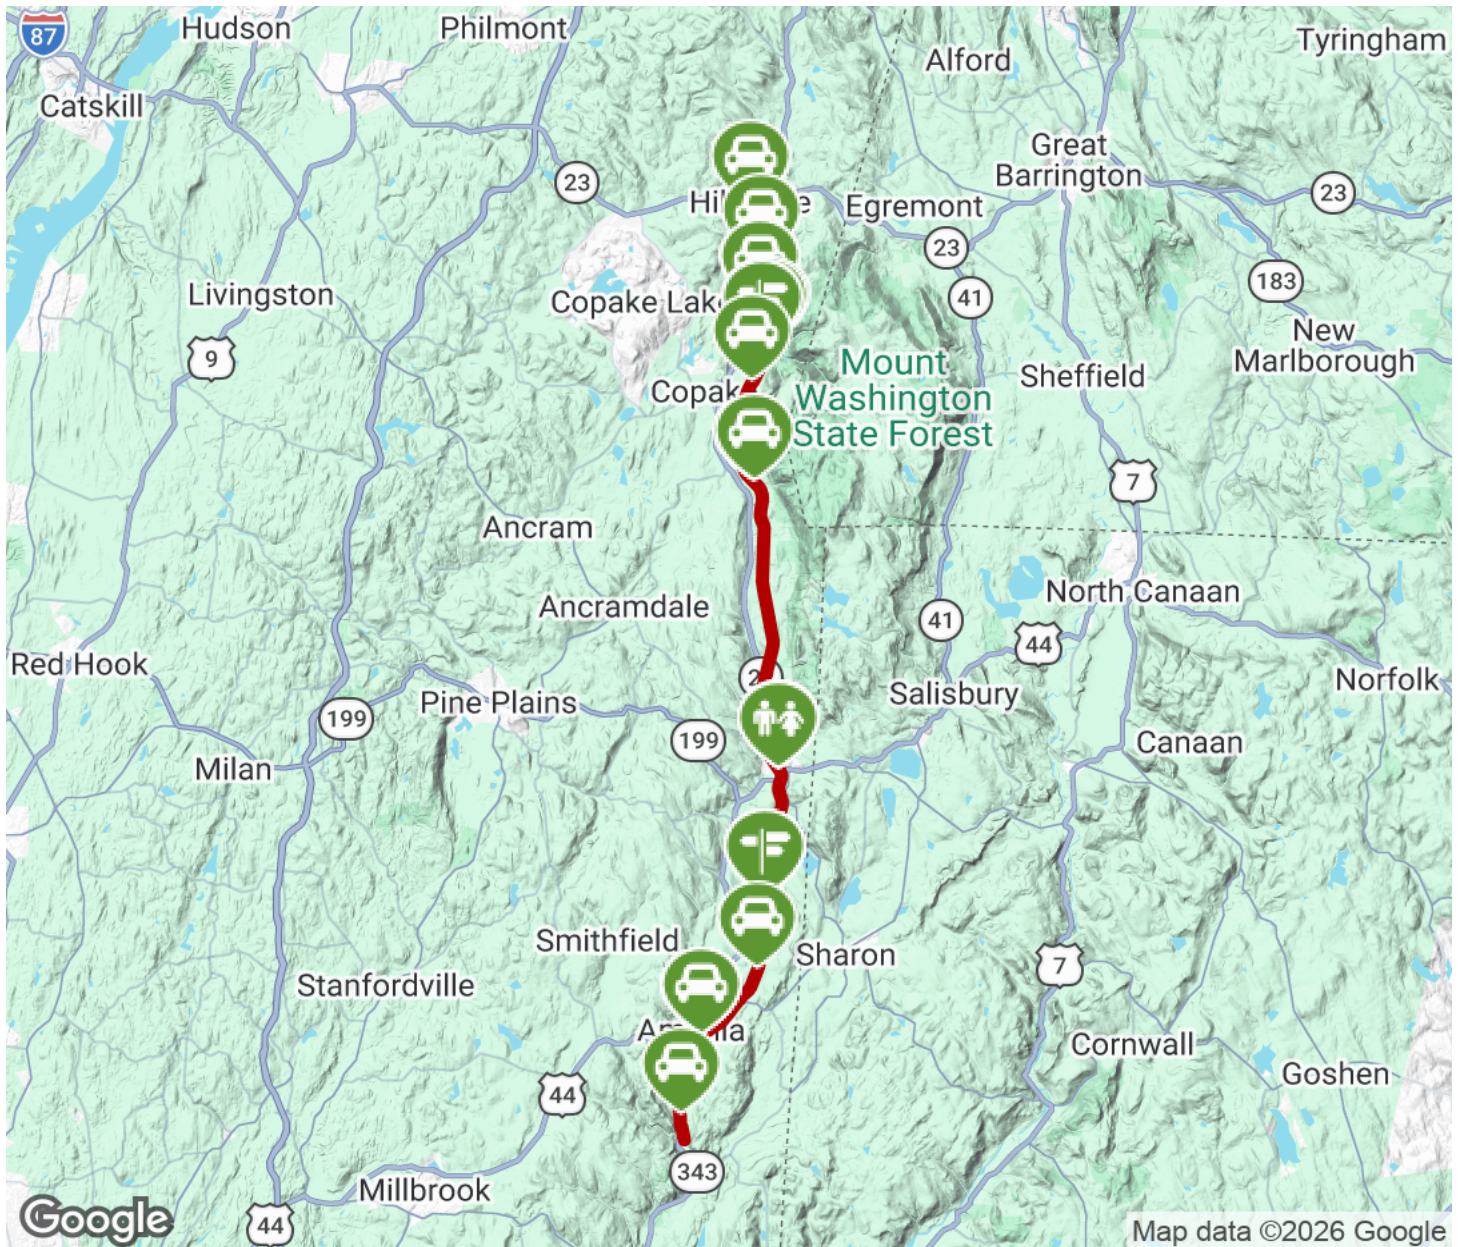 87
Hudson
Philmont
Tyringham
Alford
Catskill
Great
Barrington
23
23
Egremont
23
183
Livingston
Copake Lake
41
9
New
Marlborough
Mount
Washington
State Forest
Sheffield
7
Ancram
Ancramdale
North Canaan
41
44
Red Hook
Norfolk
Pine Plains
199
Salisbury
199
Canaan
Milan
Smithfield
Sharon
7
Stanfordville
Cornwall
Goshen
44
343
Millbrook
44
Google
Map data ©2026 Google